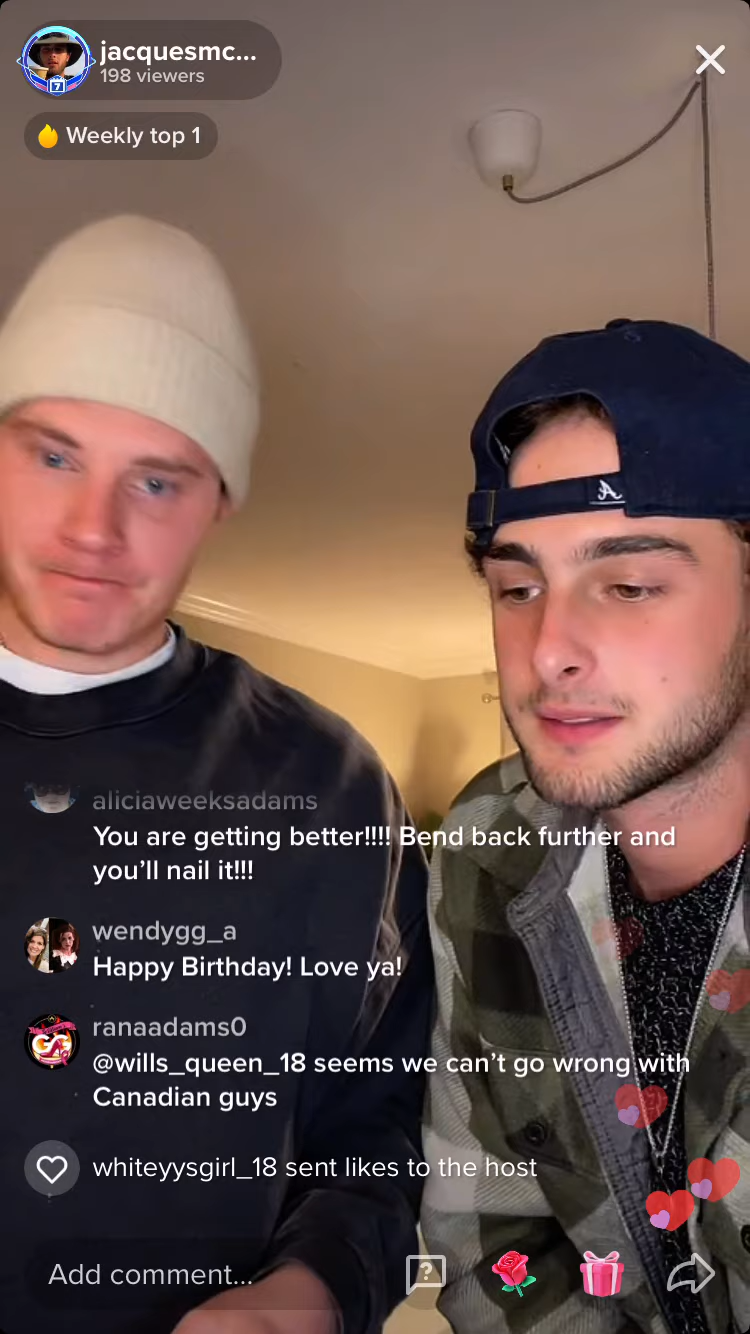 jacquesmc...
198 viewers
Weekly top 1
A
aliciaweeksadams
You are getting better!!!! Bend back further and
you’ll nail it!!!
wendygg_a
Happy Birthday! Love ya!
ranaadams0
@wills_queen_18 seems we can’t go wrong with
Canadian guys
whiteyysgirl_18 sent likes to the host
Add comment...